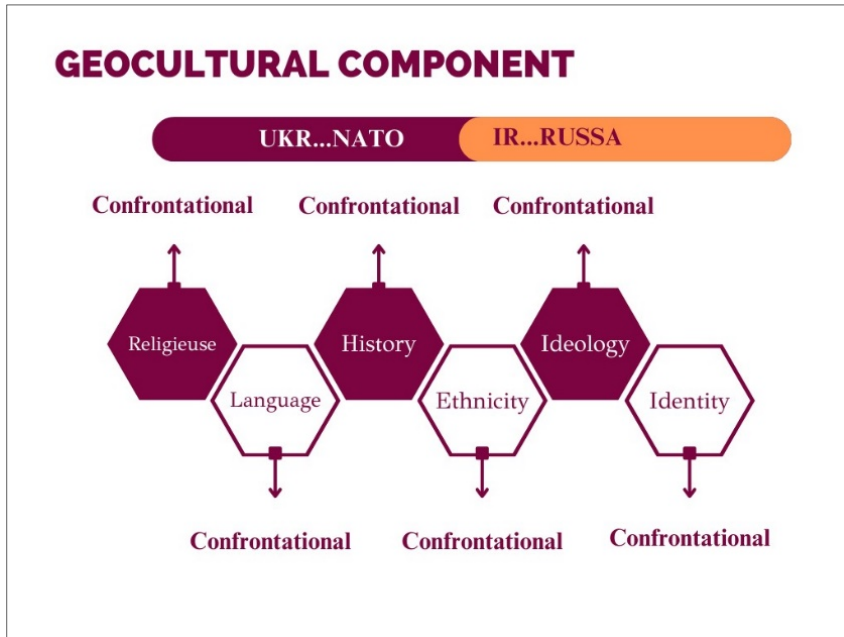 GEOCULTURAL COMPONENT
UKR...NATO IR...RUSSA
Confrontational Confrontational Confrontational
Religieuse History Ideology
Language Ethnicity Identity
Confrontational Confrontational Confrontational